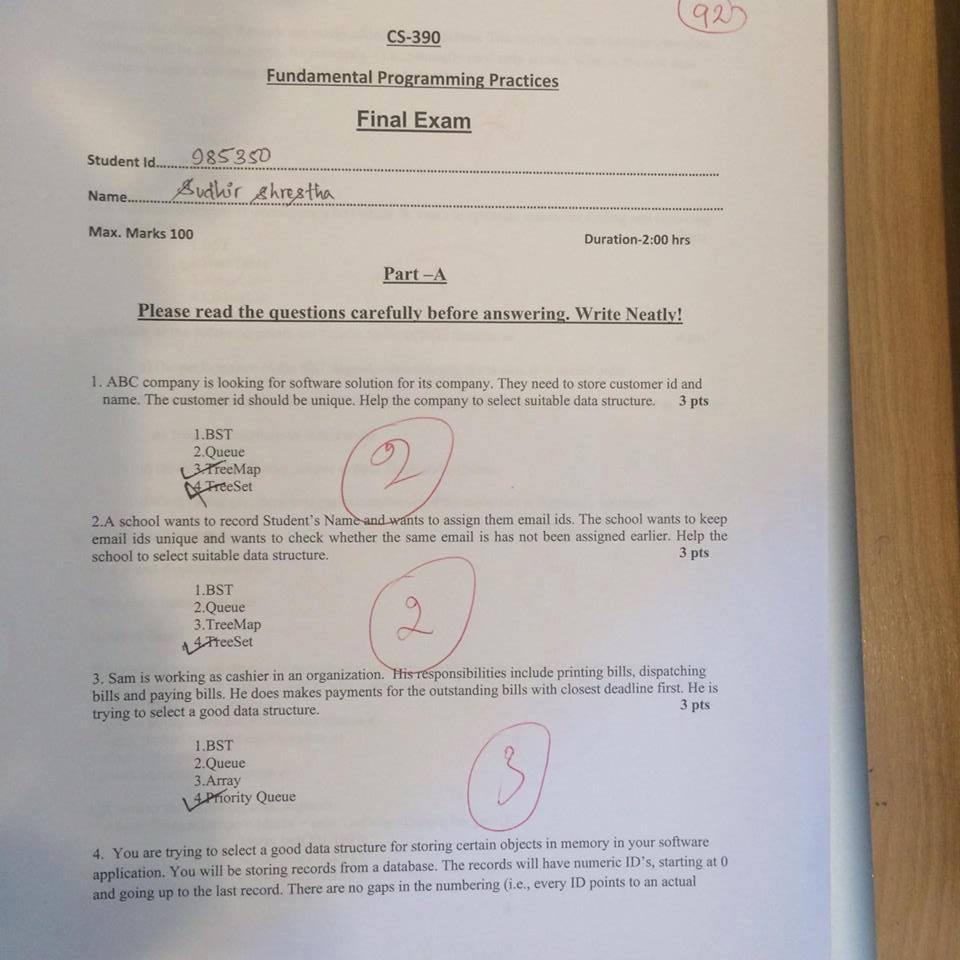 92
CS-390
Fundamental Programming Practices
Final Exam
Student Id.....985350
Name.....Sudhir Shrestha
Max. Marks 100
Duration-2:00 hrs
Part –A
Please read the questions carefully before answering. Write Neatly!
1. ABC company is looking for software solution for its company. They need to store customer id and
name. The customer id should be unique. Help the company to select suitable data structure. 3 pts
1.BST
2.Queue
3.TreeMap
4.TreeSet
2
2.A school wants to record Student's Name and wants to assign them email ids. The school wants to keep
email ids unique and wants to check whether the same email is has not been assigned earlier. Help the
school to select suitable data structure. 3 pts
1.BST
2.Queue
3.TreeMap
4.TreeSet
2
3. Sam is working as cashier in an organization. His responsibilities include printing bills, dispatching
bills and paying bills. He does makes payments for the outstanding bills with closest deadline first. He is
trying to select a good data structure. 3 pts
1.BST
2.Queue
3.Array
4.Priority Queue
3
4. You are trying to select a good data structure for storing certain objects in memory in your software
application. You will be storing records from a database. The records will have numeric ID's, starting at 0
and going up to the last record. There are no gaps in the numbering (i.e., every ID points to an actual